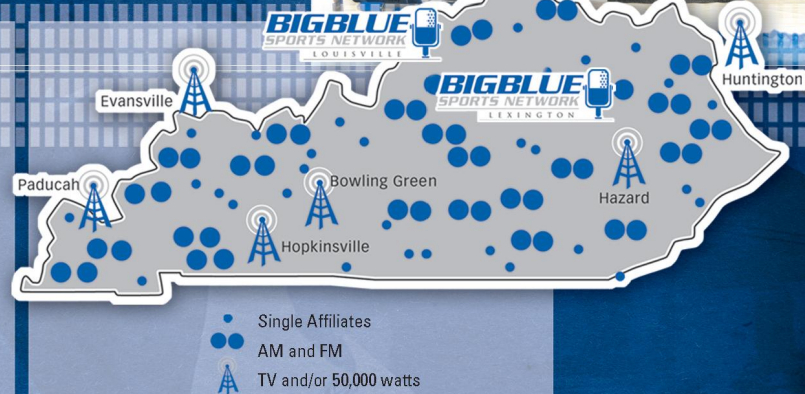 BIGBLUE
SPORTS NETWORK
LOUISVILLE
BIGBLUE
SPORTS NETWORK
LEXINGTON
Huntington
Evansville
Paducah
Bowling Green
Hazard
Hopkinsville
Single Affiliates
AM and FM
TV and/or 50,000 watts